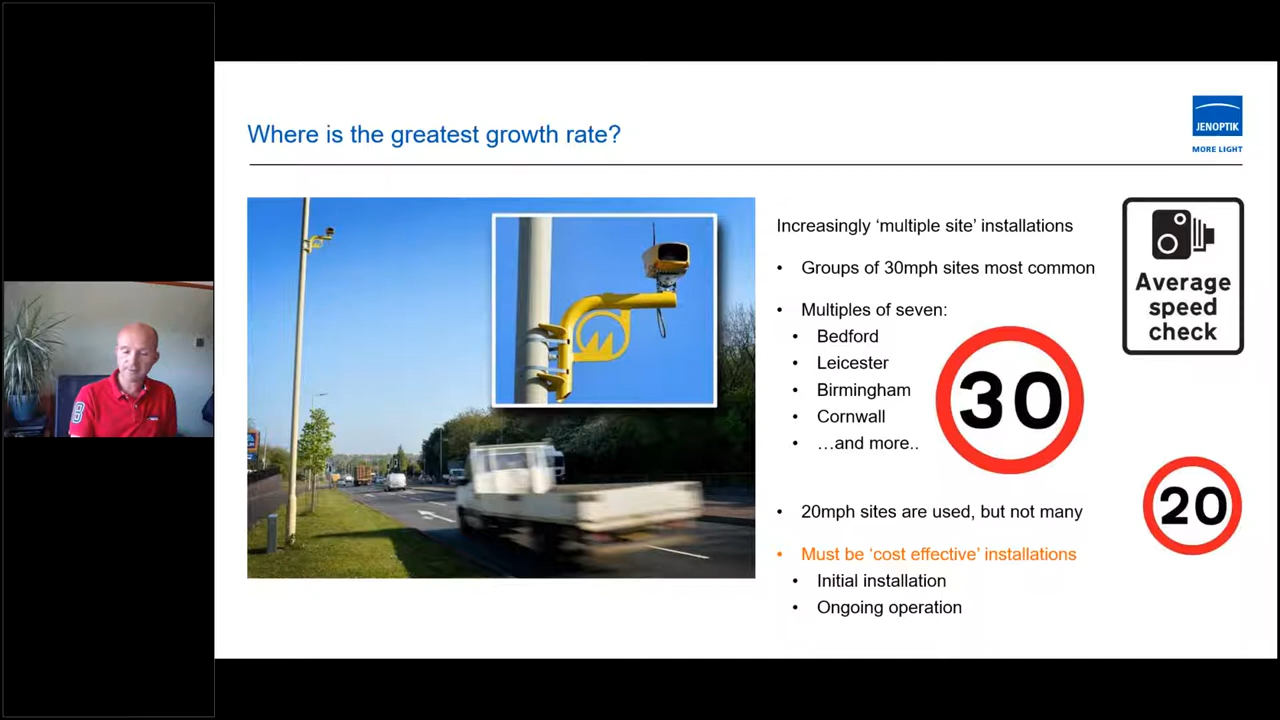 Where is the greatest growth rate?
JENOPTIK
MORE LIGHT
Increasingly ‘multiple site’ installations
• Groups of 30mph sites most common
• Multiples of seven:
• Bedford
• Leicester
• Birmingham
• Cornwall
• …and more..
• 20mph sites are used, but not many
• Must be ‘cost effective’ installations
• Initial installation
• Ongoing operation
Average
speed
check
30
20